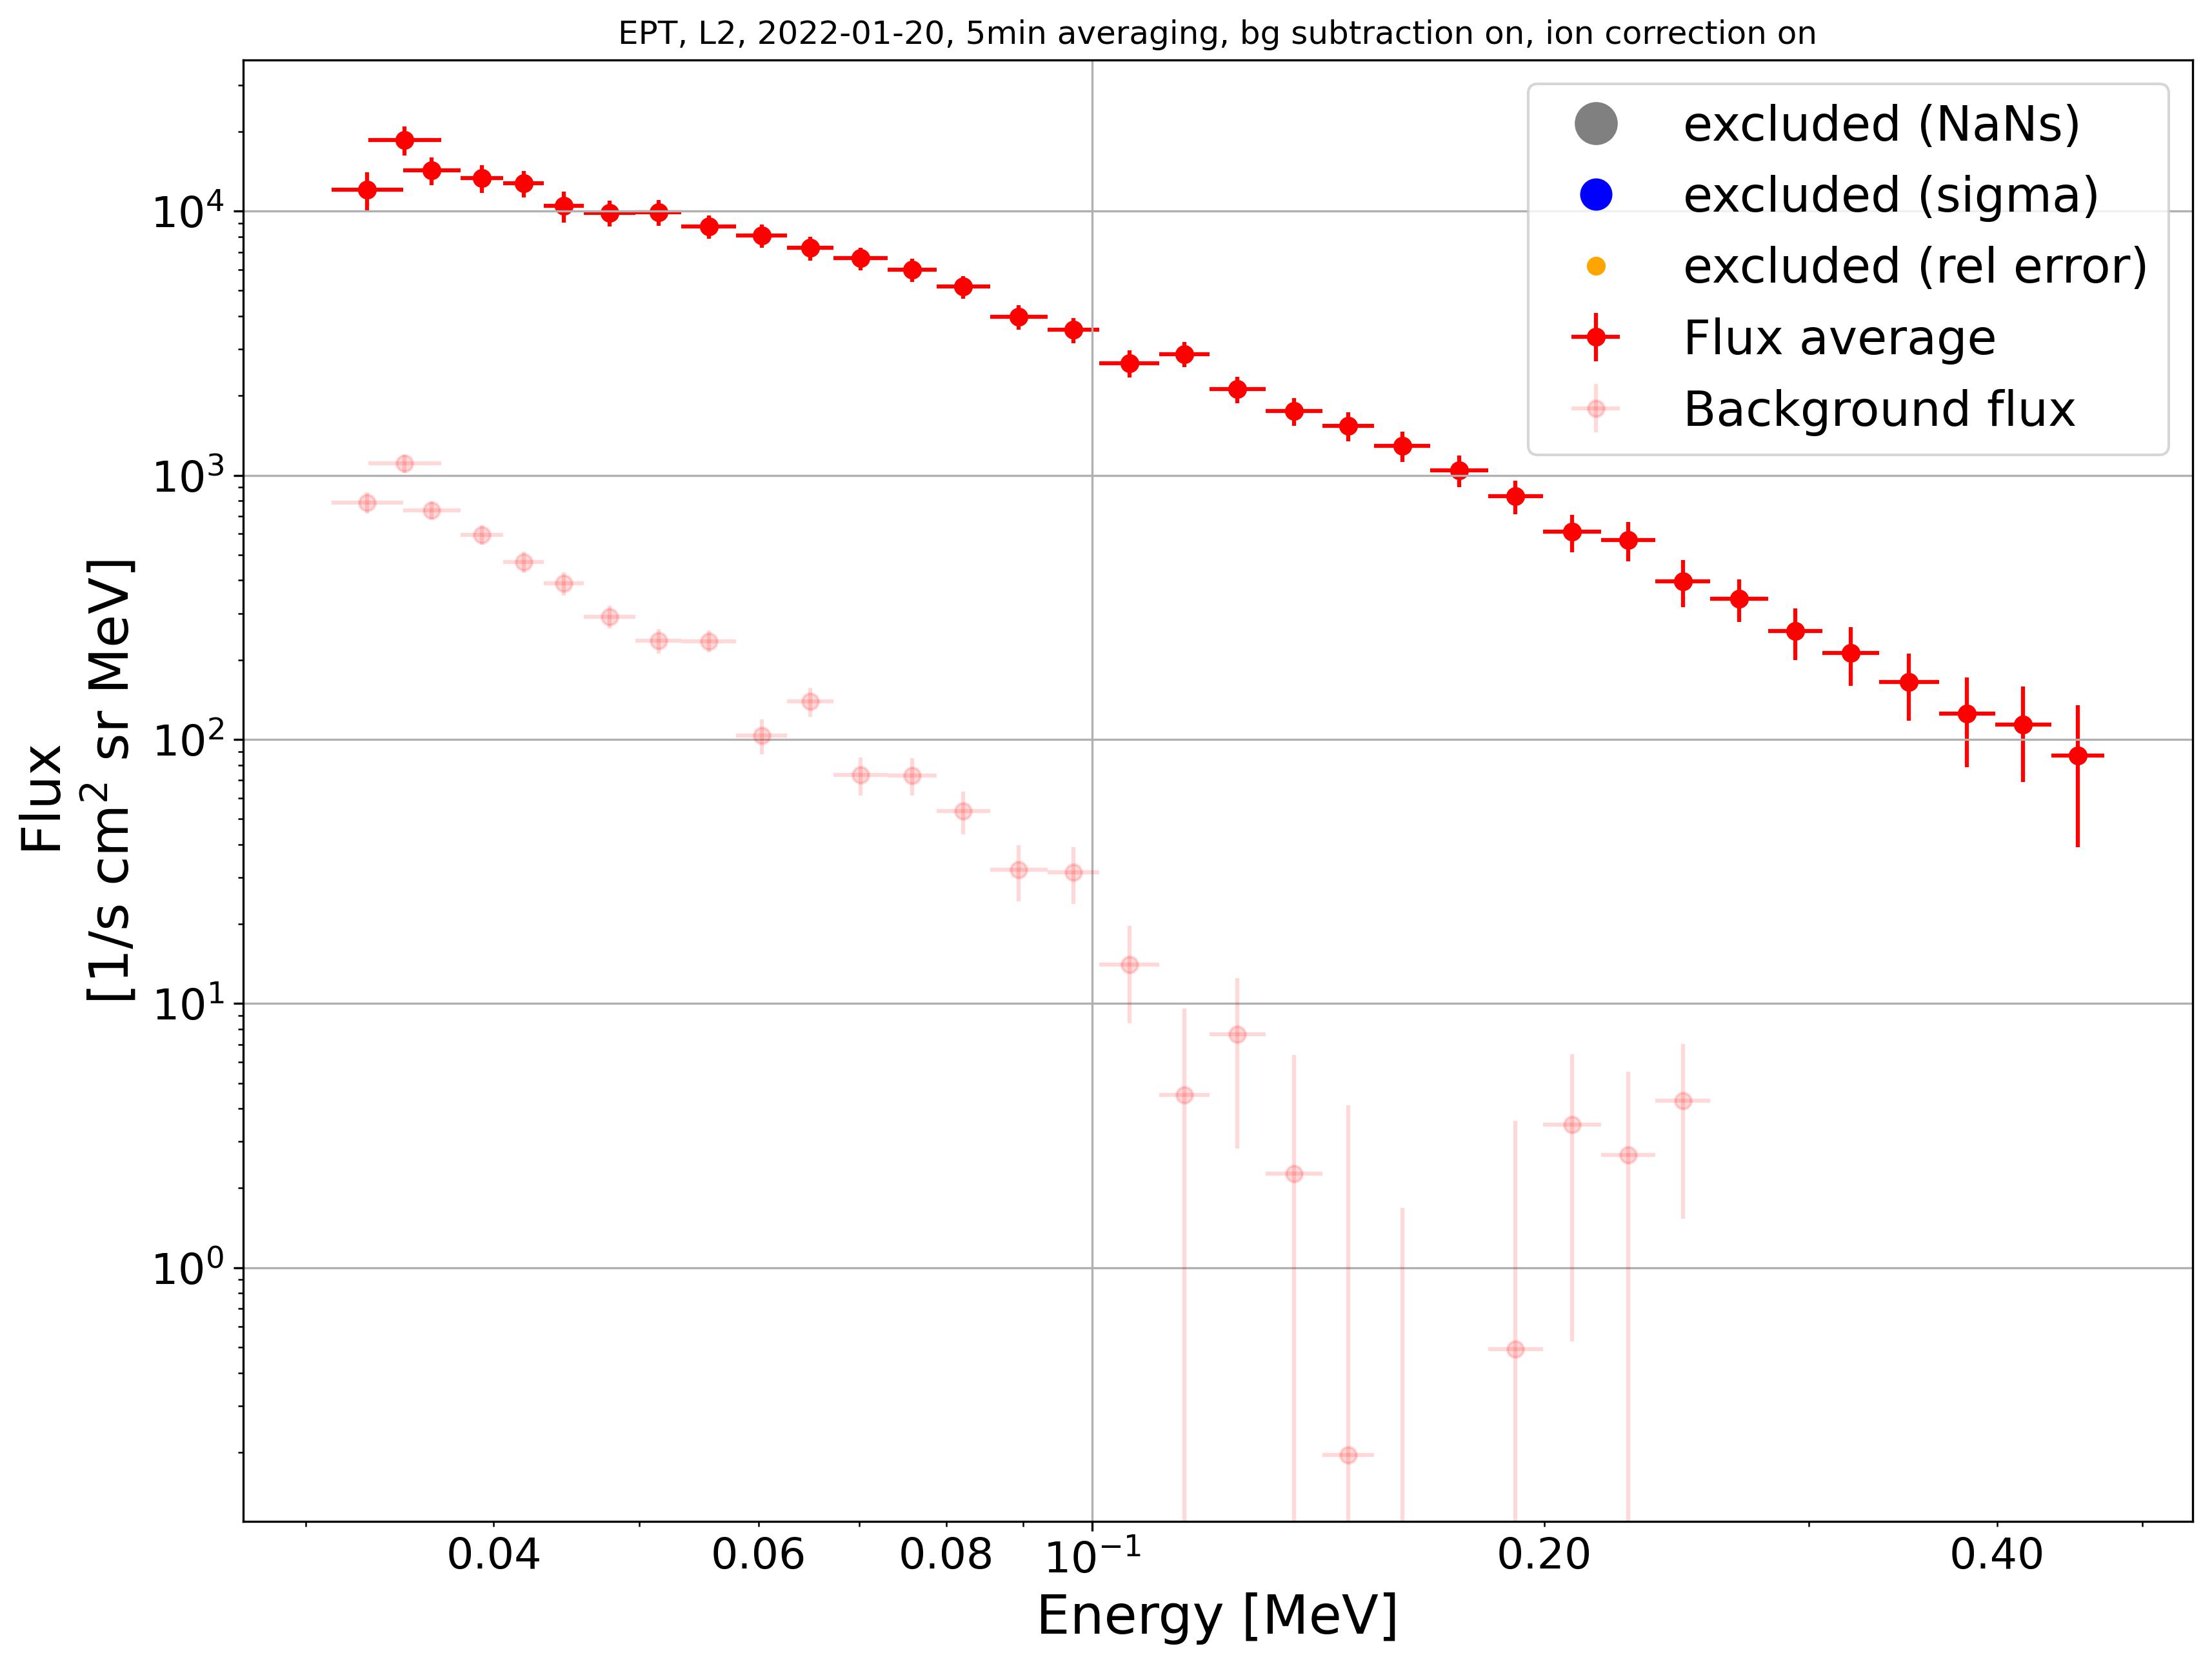 EPT, L2, 2022-01-20, 5min averaging, bg subtraction on, ion correction on
excluded (NaNs)
excluded (sigma)
excluded (rel error)
Flux average
Background flux
Flux
[1/s cm² sr MeV]
10⁴
10³
10²
10¹
10⁰
0.04
0.06
0.08
10⁻¹
0.20
0.40
Energy [MeV]